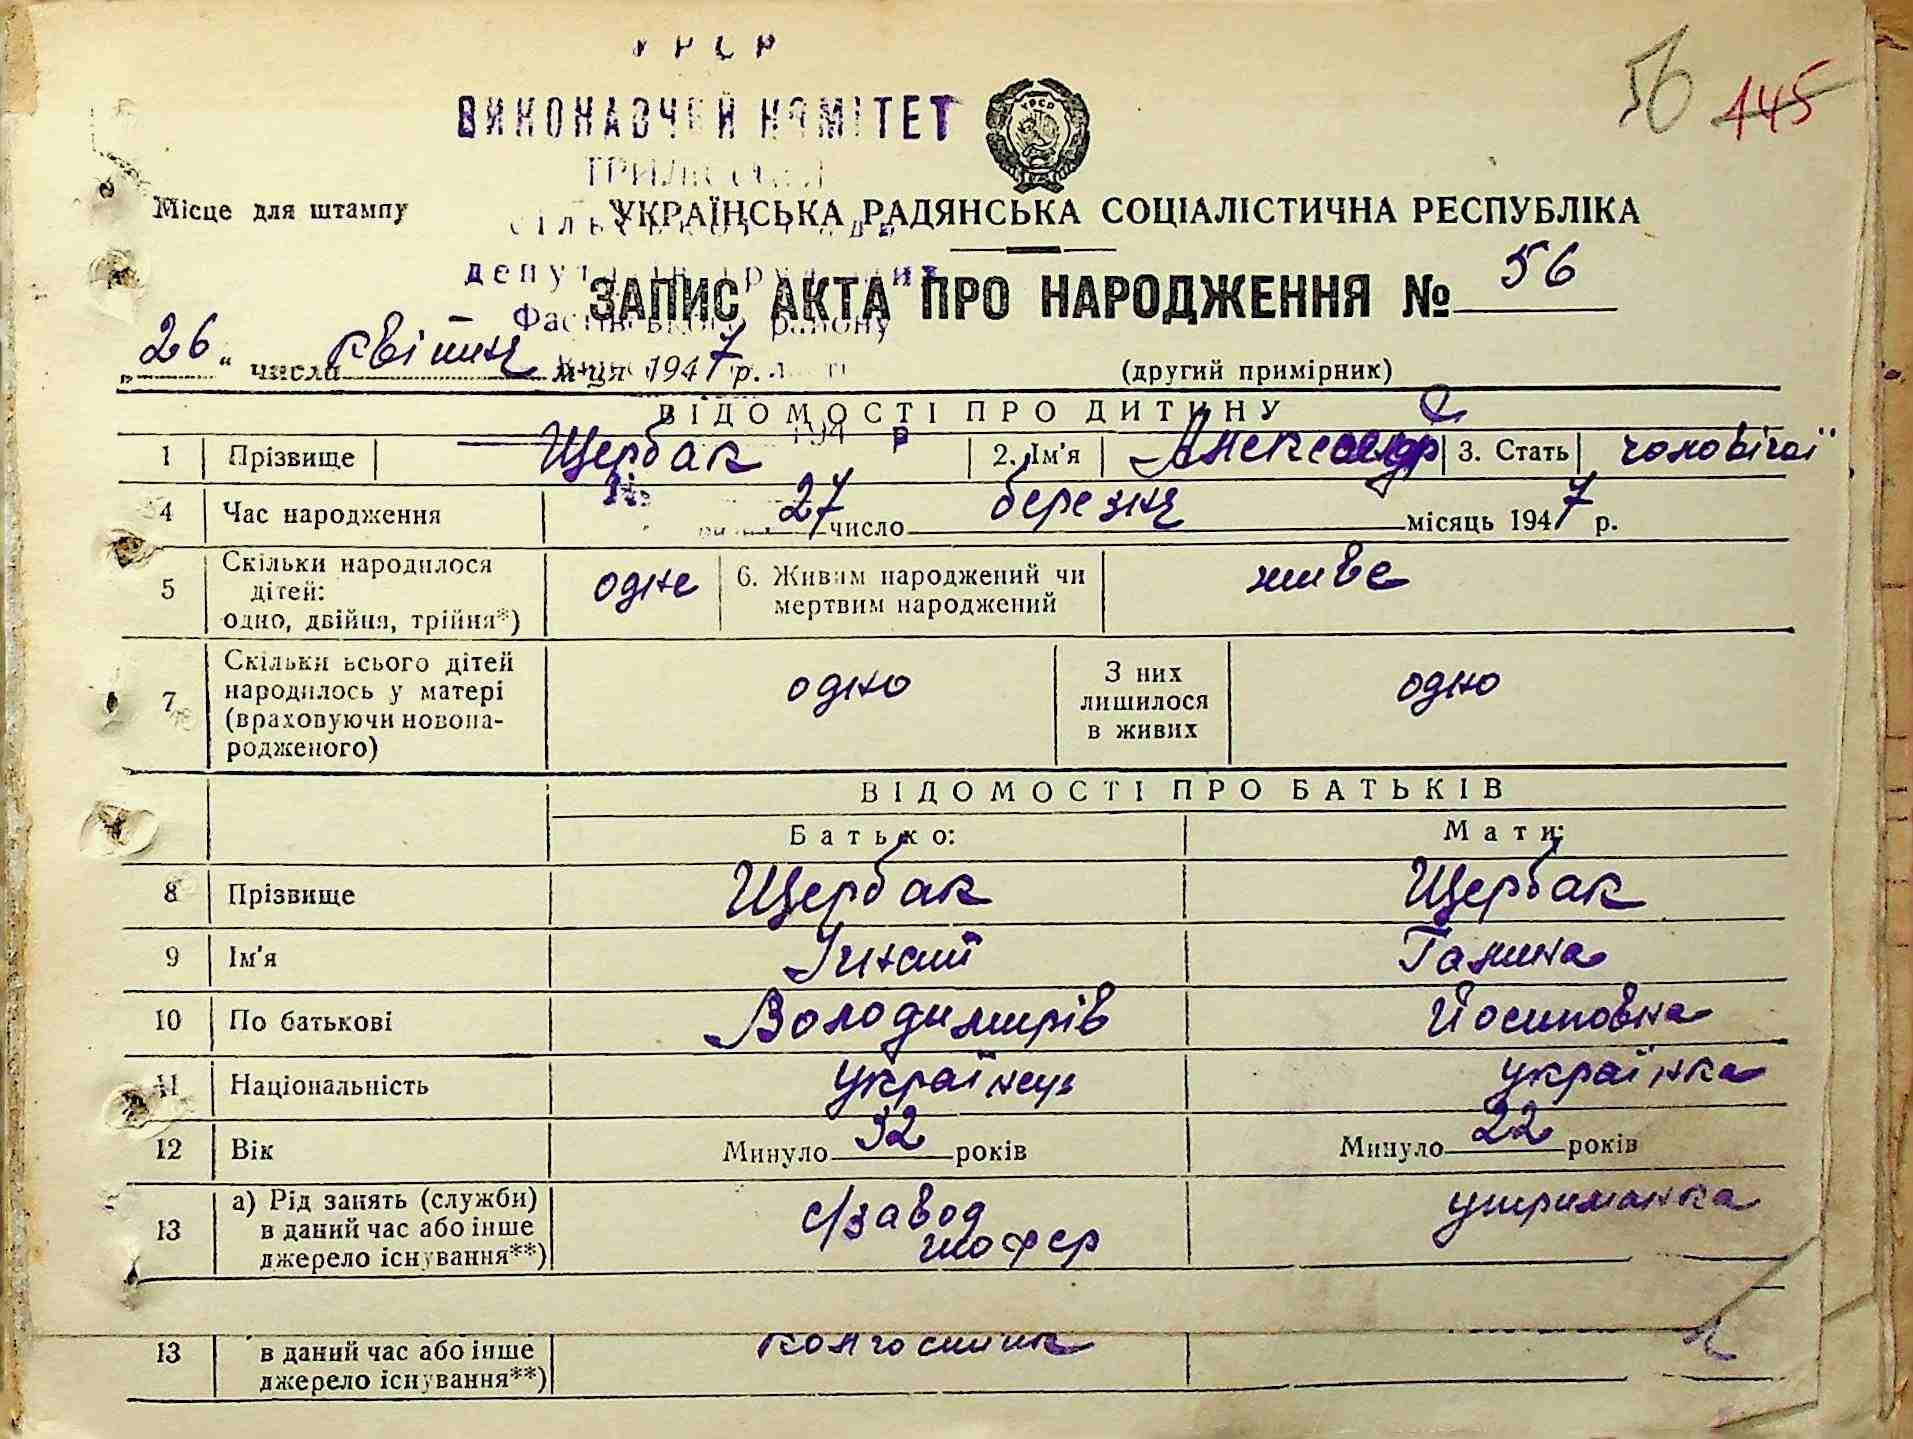 УРСР
56 145
ВИКОНАВЧИЙ КОМІТЕТ
Місце для штампу
УКРАЇНСЬКА РАДЯНСЬКА СОЦІАЛІСТИЧНА РЕСПУБЛІКА
ЗАПИС АКТА ПРО НАРОДЖЕННЯ № 56
Фастівського району
„ 26 " числа квітня м-ця 1947 р.
(другий примірник)
ВІДОМОСТІ ПРО ДИТИНУ
1 Прізвище Щербак 2. Ім'я 3. Стать чоловічої
4 Час народження 27 число березня місяць 1947 р.
5 Скільки народилося дітей: одно, двійня, трійня*) одне 6. Живим народжений чи мертвим народжений живе
7 Скільки всього дітей народилось у матері (враховуючи новонародженого) одно З них лишилося в живих одно
ВІДОМОСТІ ПРО БАТЬКІВ
Батько: Мати:
8 Прізвище Щербак Щербак
9 Ім'я Галина
10 По батькові Володимирів Йосиповна
11 Національність українець українка
12 Вік Минуло 32 років Минуло 22 років
13 а) Рід занять (служби) в даний час або інше джерело існування**) с/завод шофер утриманка
13 в даний час або інше джерело існування**) колгоспник